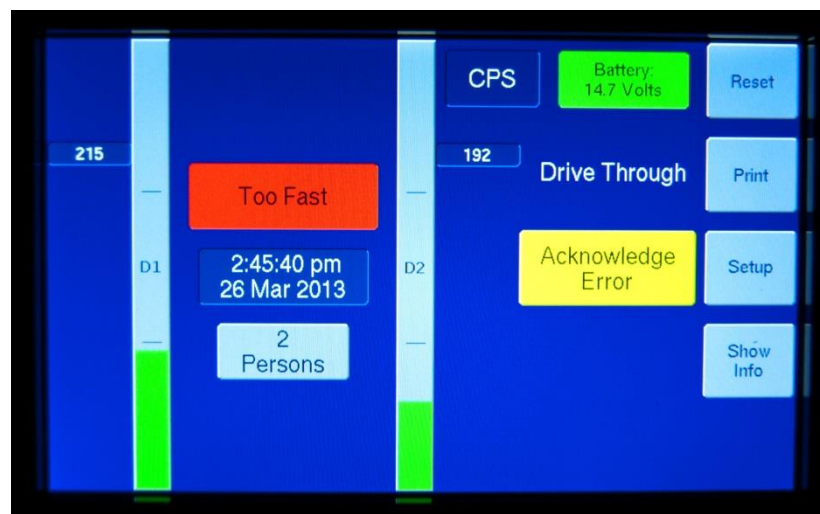 CPS
Battery:
14.7 Volts
Reset
215
192
Drive Through
Print
Too Fast
D1
2:45:40 pm
26 Mar 2013
D2
Acknowledge
Error
Setup
2
Persons
Show
Info